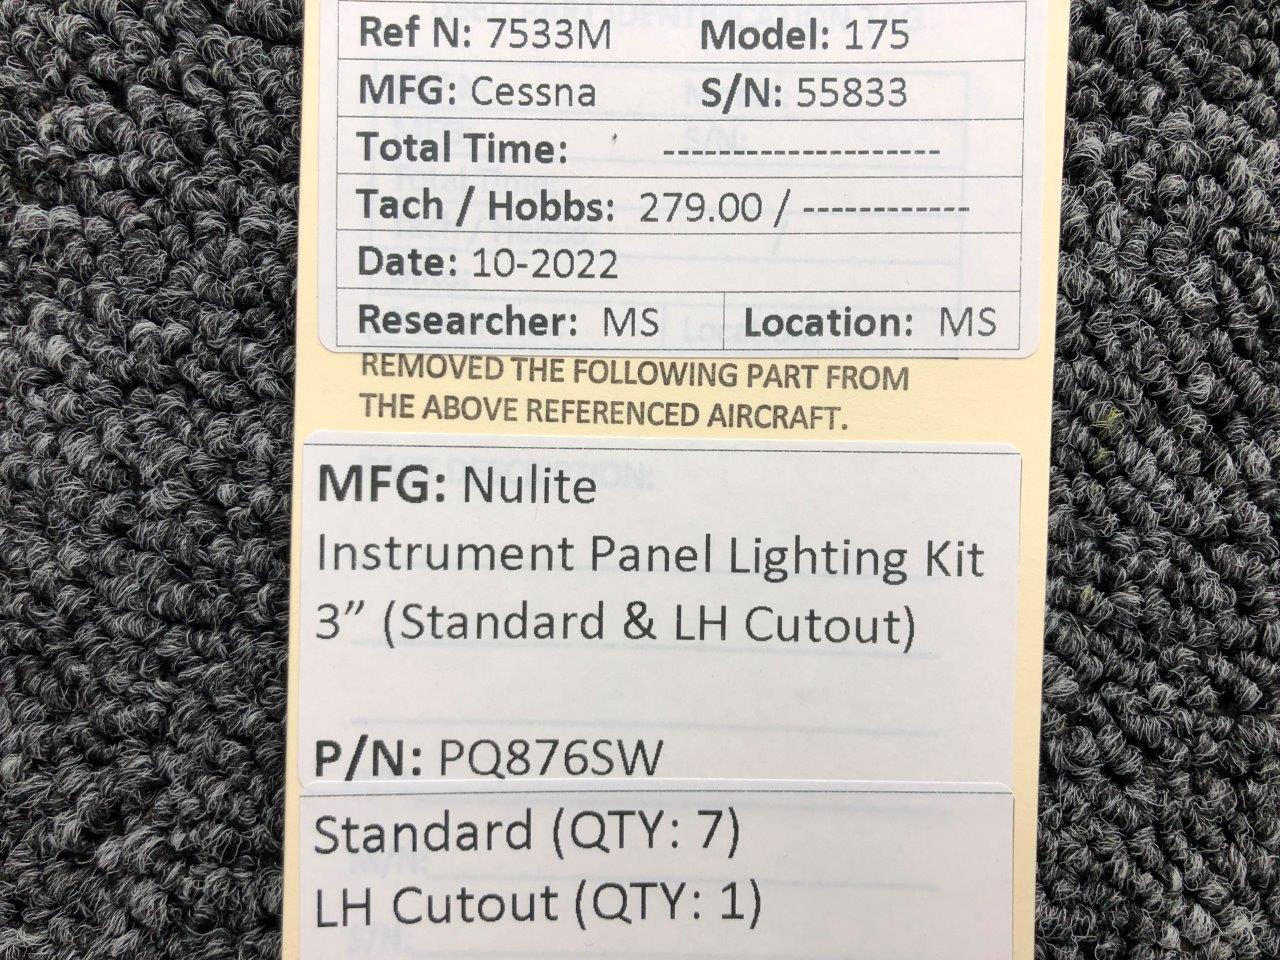 Ref N: 7533M Model: 175
MFG: Cessna S/N: 55833
Total Time: -------------------
Tach / Hobbs: 279.00 / ------------
Date: 10-2022
Researcher: MS Location: MS
REMOVED THE FOLLOWING PART FROM
THE ABOVE REFERENCED AIRCRAFT.
MFG: Nulite
Instrument Panel Lighting Kit
3” (Standard & LH Cutout)
P/N: PQ876SW
Standard (QTY: 7)
LH Cutout (QTY: 1)